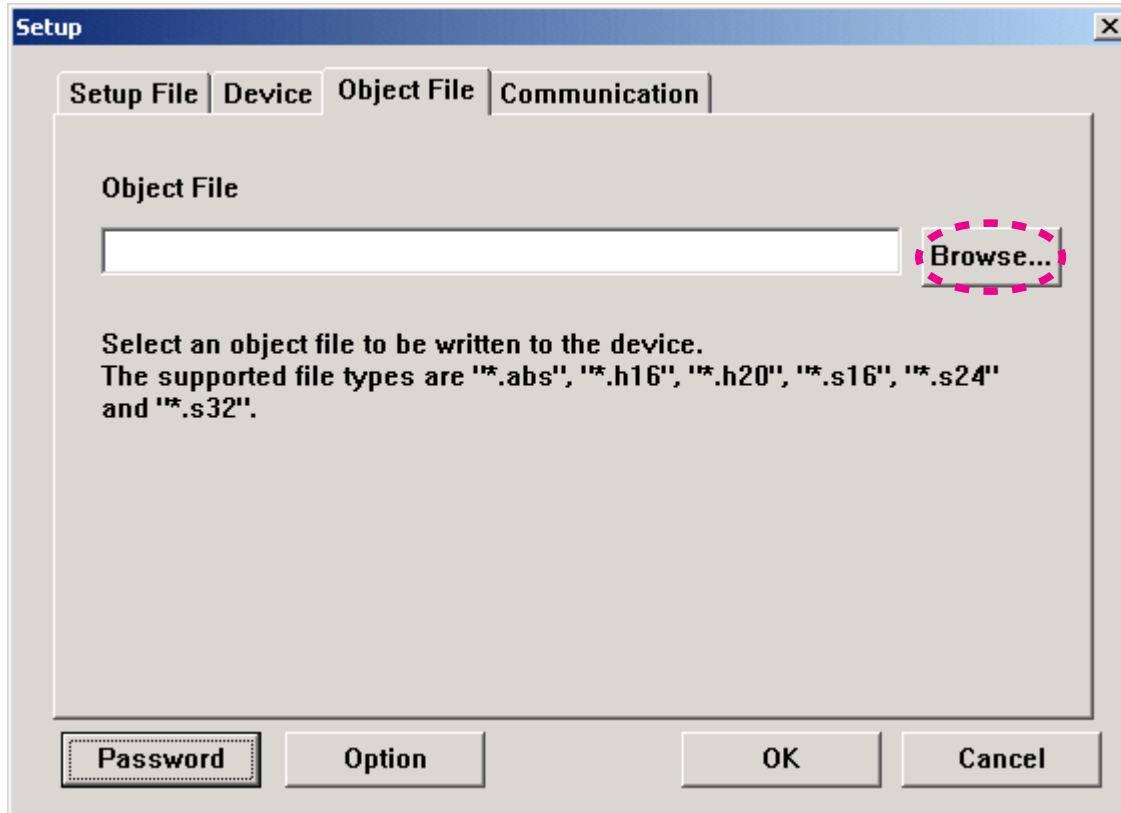 Setup
Setup File Device Object File Communication
Object File
Browse...
Select an object file to be written to the device.
The supported file types are "*.abs", "*.h16", "*.h20", "*.s16", "*.s24"
and "*.s32".
Password Option OK Cancel